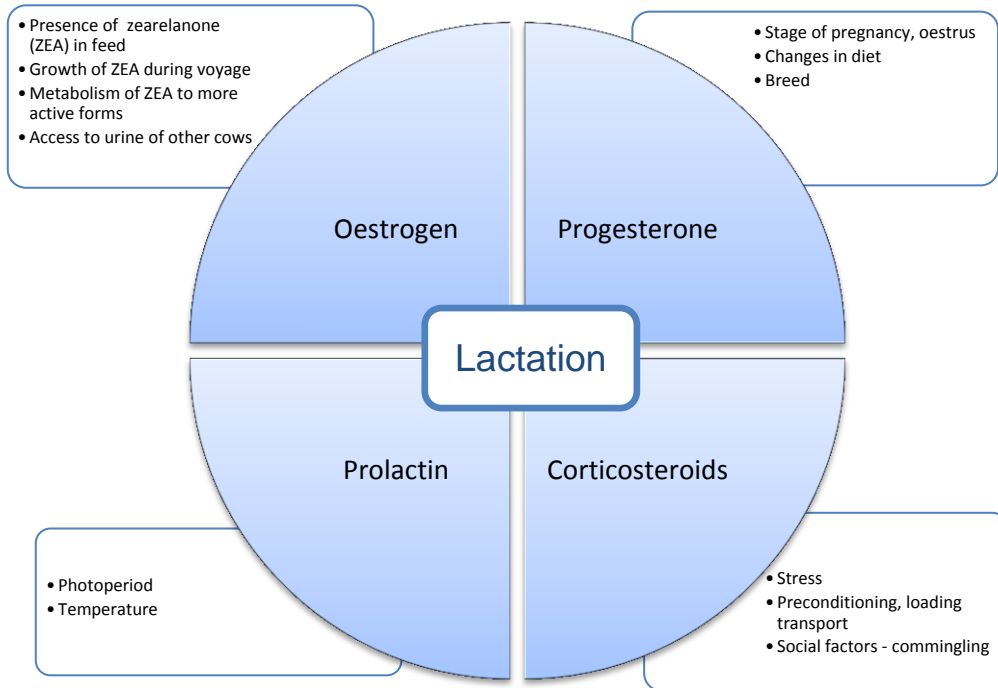 • Presence of zearelanone
(ZEA) in feed
• Growth of ZEA during voyage
• Metabolism of ZEA to more
active forms
• Access to urine of other cows
• Stage of pregnancy, oestrus
• Changes in diet
• Breed
Oestrogen
Progesterone
Lactation
Prolactin
Corticosteroids
• Photoperiod
• Temperature
• Stress
• Preconditioning, loading
transport
• Social factors - commingling